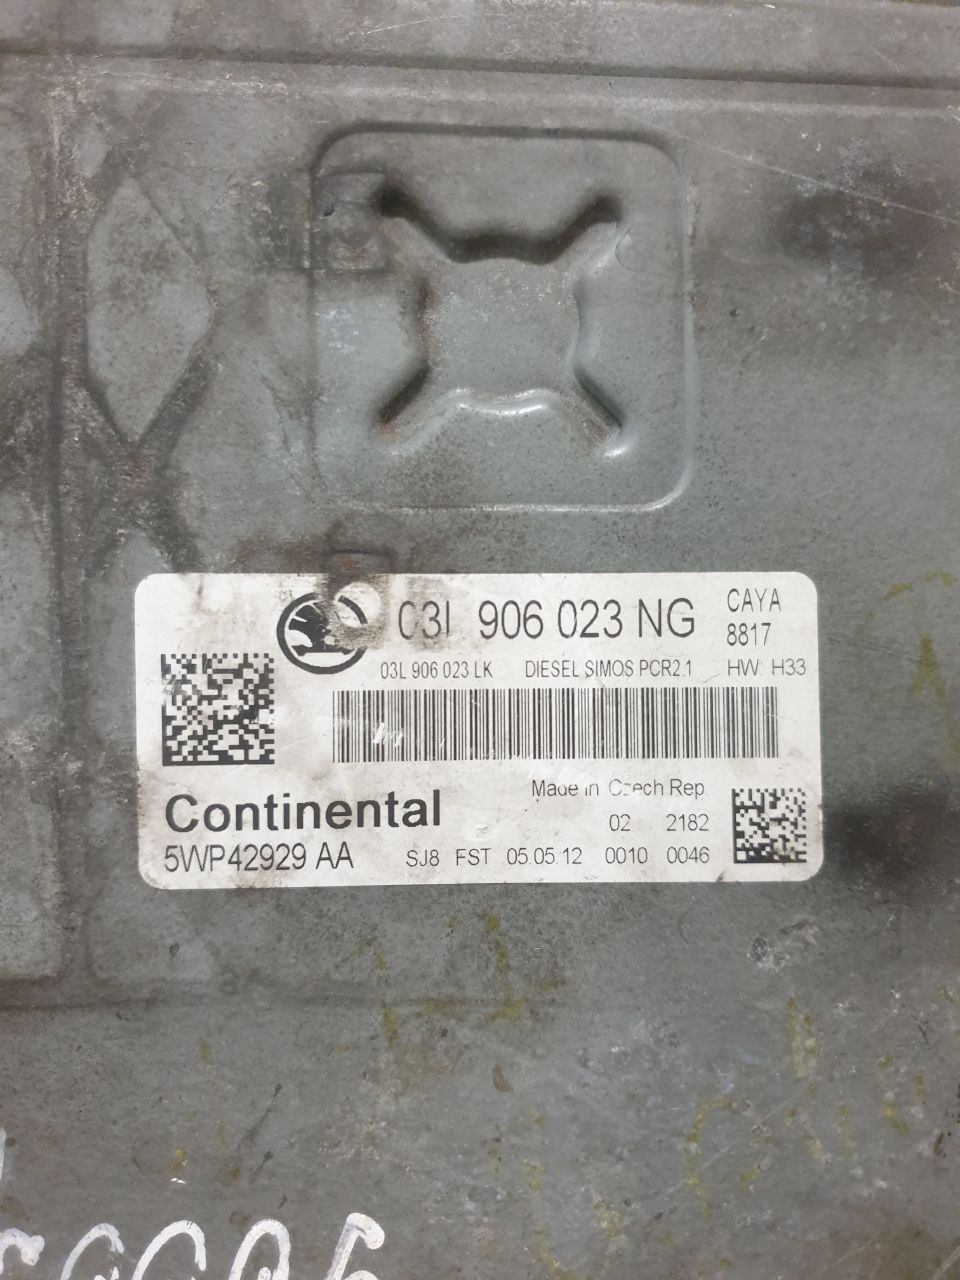 03L 906 023 NG CAYA
8817
03L 906 023 LK DIESEL SIMOS PCR2.1 HW: H33
Made in Czech Rep.
Continental 02 2182
5WP42929 AA SJ8 FST 05.05.12 0010 0046